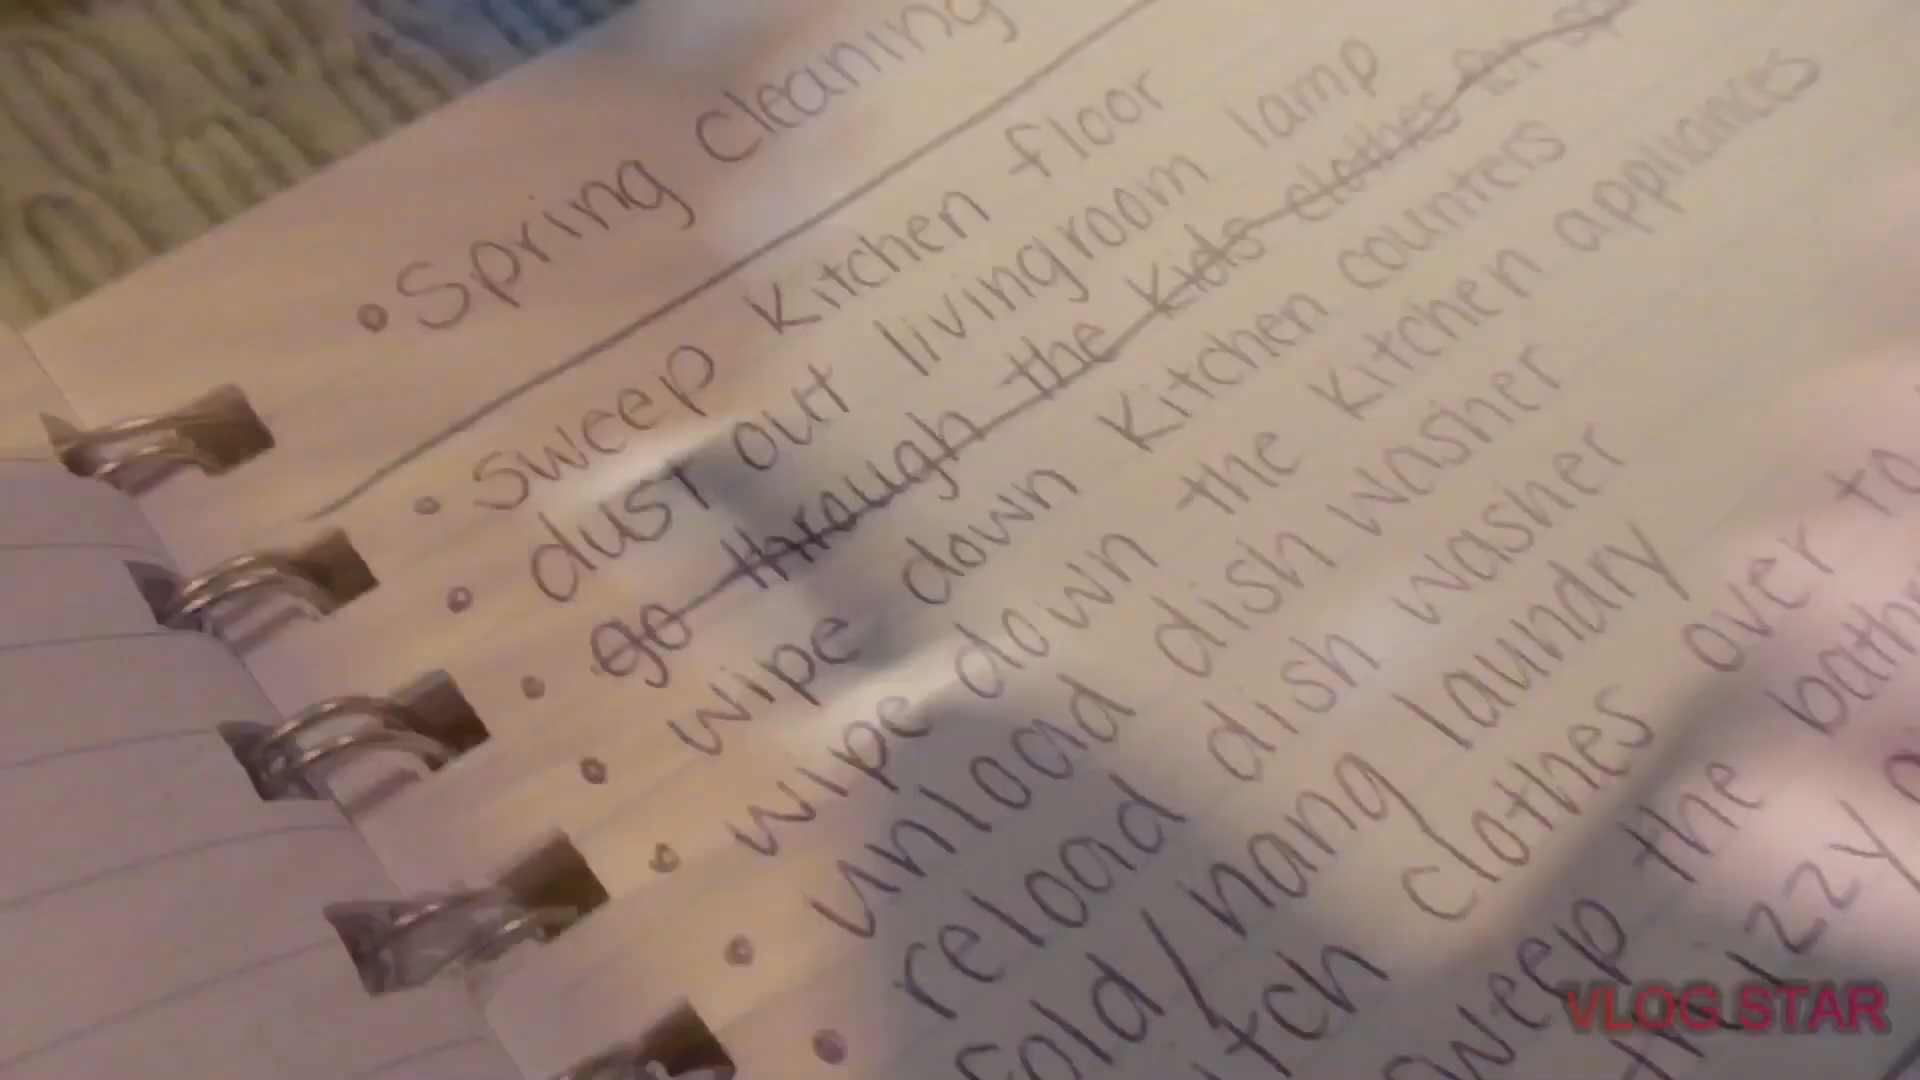 • Spring Cleaning
• Sweep Kitchen floor
• dust out livingroom lamp
• go through the kids clothes for
• wipe down kitchen counters
• wipe down the kitchen appliances
• unload dish washer
• reload dish washer
fold/hang laundry
clothes over to
sweep the
VLOG STAR